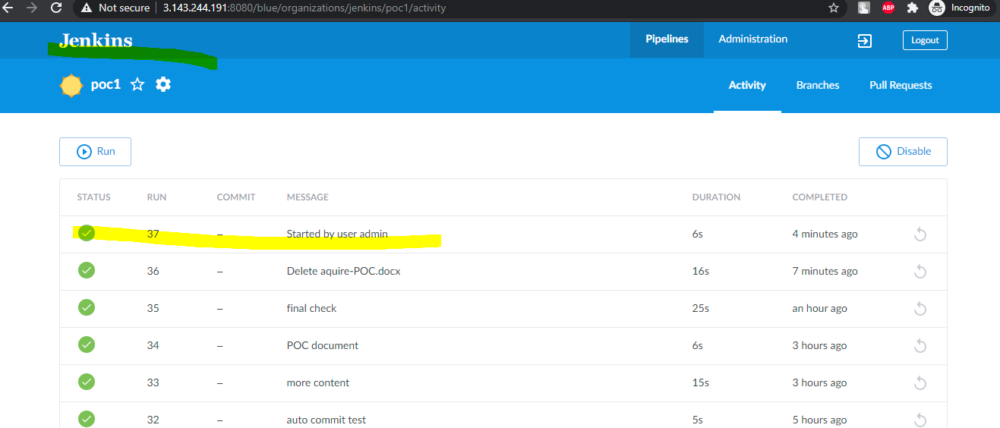 Not secure 3.143.244.191:8080/blue/organizations/jenkins/poc1/activity ABP Incognito
Jenkins Pipelines Administration Logout
poc1 Activity Branches Pull Requests
Run Disable
STATUS RUN COMMIT MESSAGE DURATION COMPLETED
37 – Started by user admin 6s 4 minutes ago
36 – Delete aquire-POC.docx 16s 7 minutes ago
35 – final check 25s an hour ago
34 – POC document 6s 3 hours ago
33 – more content 15s 3 hours ago
32 – auto commit test 5s 5 hours ago